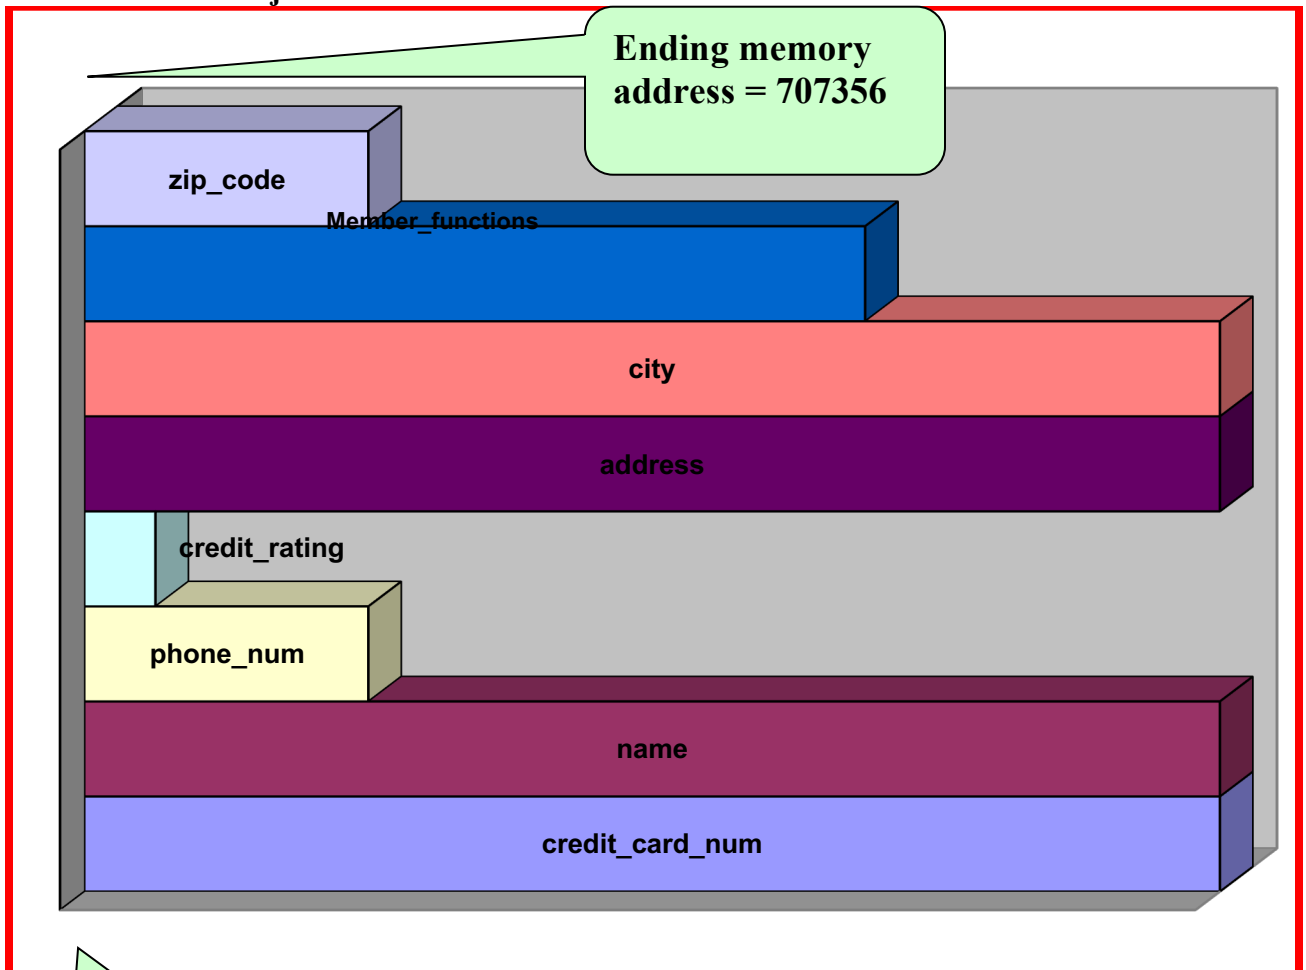 Ending memory
address = 707356
zip_code
Member_functions
city
address
credit_rating
phone_num
name
credit_card_num